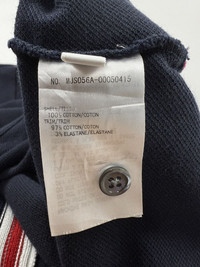 NO. MJS056A-00050415
100% COTTON/COTTON
TRIM/TRIM
97% COTTON/COTTON
3% ELASTANE/ELASTANE